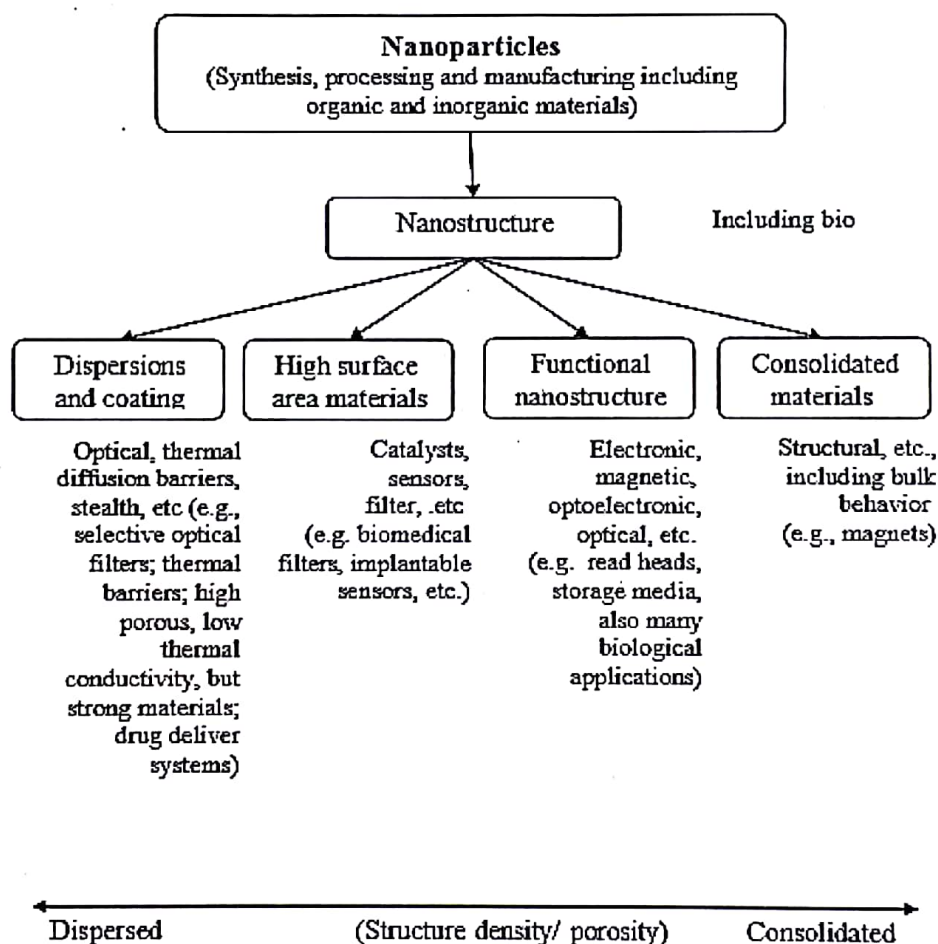 Nanoparticles
(Synthesis, processing and manufacturing including
organic and inorganic materials)
Nanostructure
Including bio
Dispersions
and coating
High surface
area materials
Functional
nanostructure
Consolidated
materials
Optical, thermal
diffusion barriers,
stealth, etc (e.g.,
selective optical
filters; thermal
barriers; high
porous, low
thermal
conductivity, but
strong materials;
drug deliver
systems)
Catalysts,
sensors,
filter, .etc
(e.g. biomedical
filters, implantable
sensors, etc.)
Electronic,
magnetic,
optoelectronic,
optical, etc.
(e.g. read heads,
storage media,
also many
biological
applications)
Structural, etc.,
including bulk
behavior
(e.g., magnets)
Dispersed
(Structure density/ porosity)
Consolidated